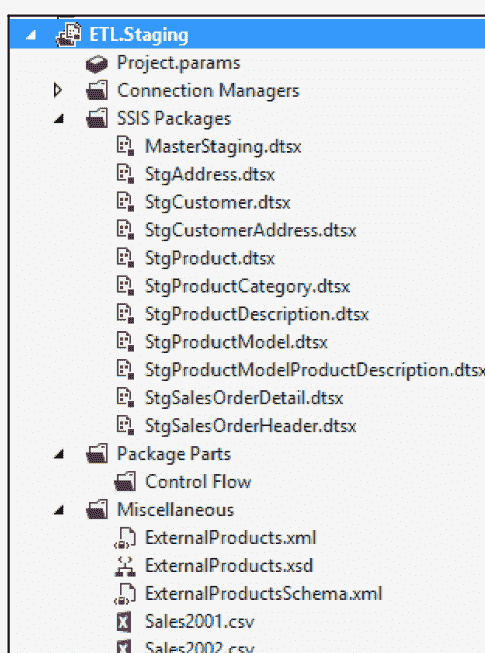 ETL.Staging
Project.params
Connection Managers
SSIS Packages
MasterStaging.dtsx
StgAddress.dtsx
StgCustomer.dtsx
StgCustomerAddress.dtsx
StgProduct.dtsx
StgProductCategory.dtsx
StgProductDescription.dtsx
StgProductModel.dtsx
StgProductModelProductDescription.dtsx
StgSalesOrderDetail.dtsx
StgSalesOrderHeader.dtsx
Package Parts
Control Flow
Miscellaneous
ExternalProducts.xml
ExternalProducts.xsd
ExternalProductsSchema.xml
Sales2001.csv
Sales2002.csv